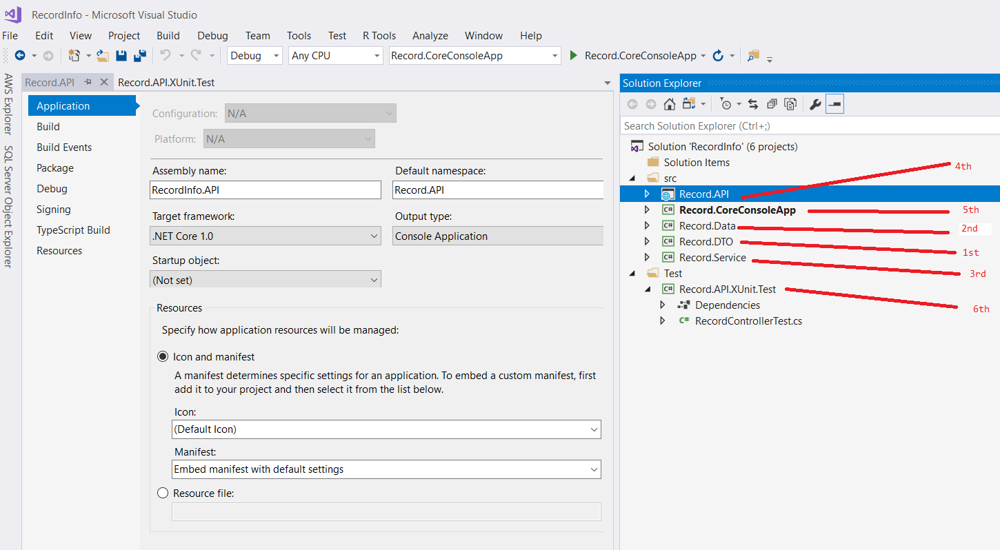 RecordInfo - Microsoft Visual Studio
File Edit View Project Build Debug Team Tools Test R Tools Analyze Window Help
Debug Any CPU Record.CoreConsoleApp Record.CoreConsoleApp
AWS Explorer
SQL Server Object Explorer
Record.API Record.API.XUnit.Test
Application
Build
Build Events
Package
Debug
Signing
TypeScript Build
Resources
Configuration: N/A
Platform: N/A
Assembly name: Default namespace:
RecordInfo.API Record.API
Target framework: Output type:
.NET Core 1.0 Console Application
Startup object:
(Not set)
Resources
Specify how application resources will be managed:
Icon and manifest
A manifest determines specific settings for an application. To embed a custom manifest, first
add it to your project and then select it from the list below.
Icon:
(Default Icon)
Manifest:
Embed manifest with default settings
Resource file:
Solution Explorer
Search Solution Explorer (Ctrl+;)
Solution 'RecordInfo' (6 projects)
Solution Items
src
4th
Record.API
Record.CoreConsoleApp 5th
Record.Data 2nd
Record.DTO 1st
Record.Service 3rd
Test
Record.API.XUnit.Test 6th
Dependencies
C# RecordControllerTest.cs